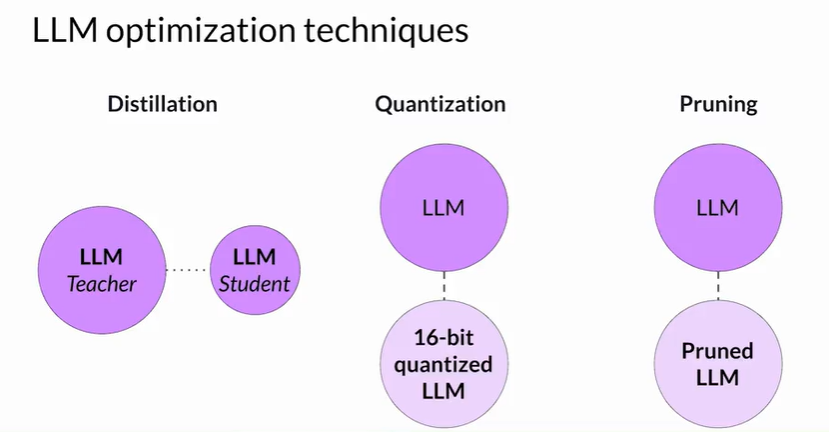 LLM optimization techniques
Distillation
Quantization
Pruning
LLM
Teacher
LLM
Student
LLM
16-bit
quantized
LLM
LLM
Pruned
LLM